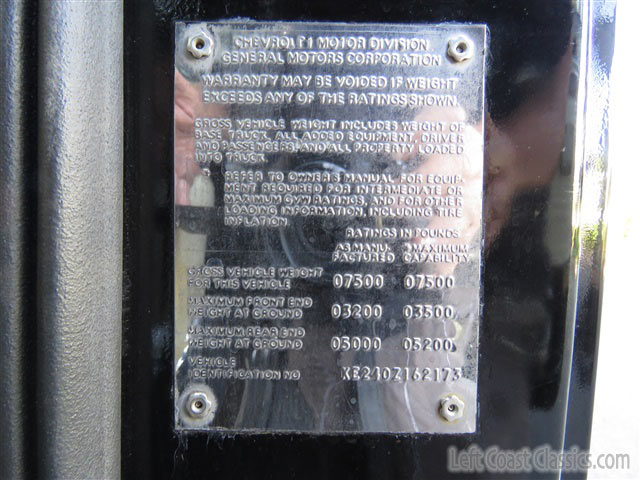 CHEVROLET MOTOR DIVISION
GENERAL MOTORS CORPORATION
WARRANTY MAY BE VOIDED IF WEIGHT
EXCEEDS ANY OF THE RATINGS SHOWN.
GROSS VEHICLE WEIGHT INCLUDES WEIGHT OF
BASE TRUCK, ALL ADDED EQUIPMENT, DRIVER
AND PASSENGERS, AND ALL PROPERTY LOADED
INTO TRUCK.
REFER TO OWNER'S MANUAL FOR EQUIP-
MENT REQUIRED FOR INTERMEDIATE OR
MAXIMUM GVW RATINGS, AND FOR OTHER
LOADING INFORMATION, INCLUDING TIRE
INFLATION.
RATINGS IN POUNDS
AS MANU- MAXIMUM
FACTURED CAPABILITY
GROSS VEHICLE WEIGHT
FOR THIS VEHICLE 07500 07500
MAXIMUM FRONT END
WEIGHT AT GROUND 03200 03500
MAXIMUM REAR END
WEIGHT AT GROUND 05000 05200
VEHICLE
IDENTIFICATION NO XE240Z162173
Left Coast Classics.com